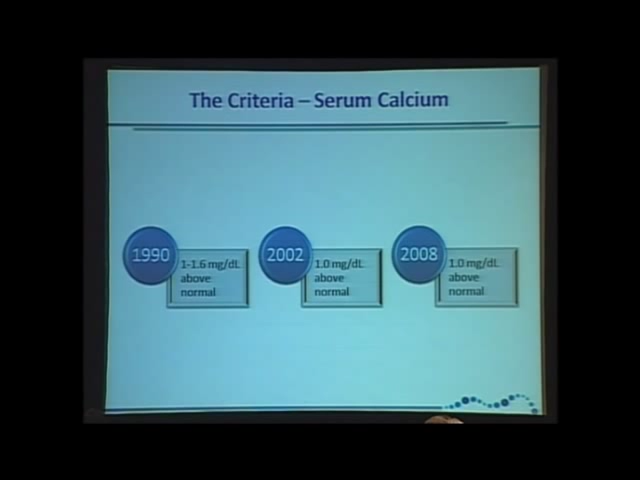 The Criteria – Serum Calcium
1990
1-1.6 mg/dL
above
normal
2002
1.0 mg/dL
above
normal
2008
1.0 mg/dL
above
normal